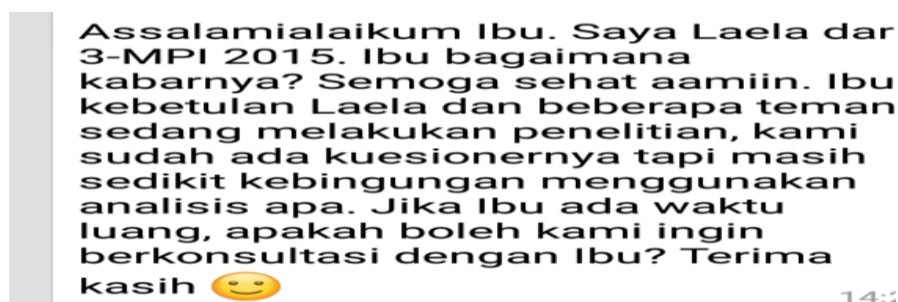 Assalamialaikum Ibu. Saya Laela dar
3-MPI 2015. Ibu bagaimana
kabarnya? Semoga sehat aamiin. Ibu
kebetulan Laela dan beberapa teman
sedang melakukan penelitian, kami
sudah ada kuesionernya tapi masih
sedikit kebingungan menggunakan
analisis apa. Jika Ibu ada waktu
luang, apakah boleh kami ingin
berkonsultasi dengan Ibu? Terima
kasih 🙂